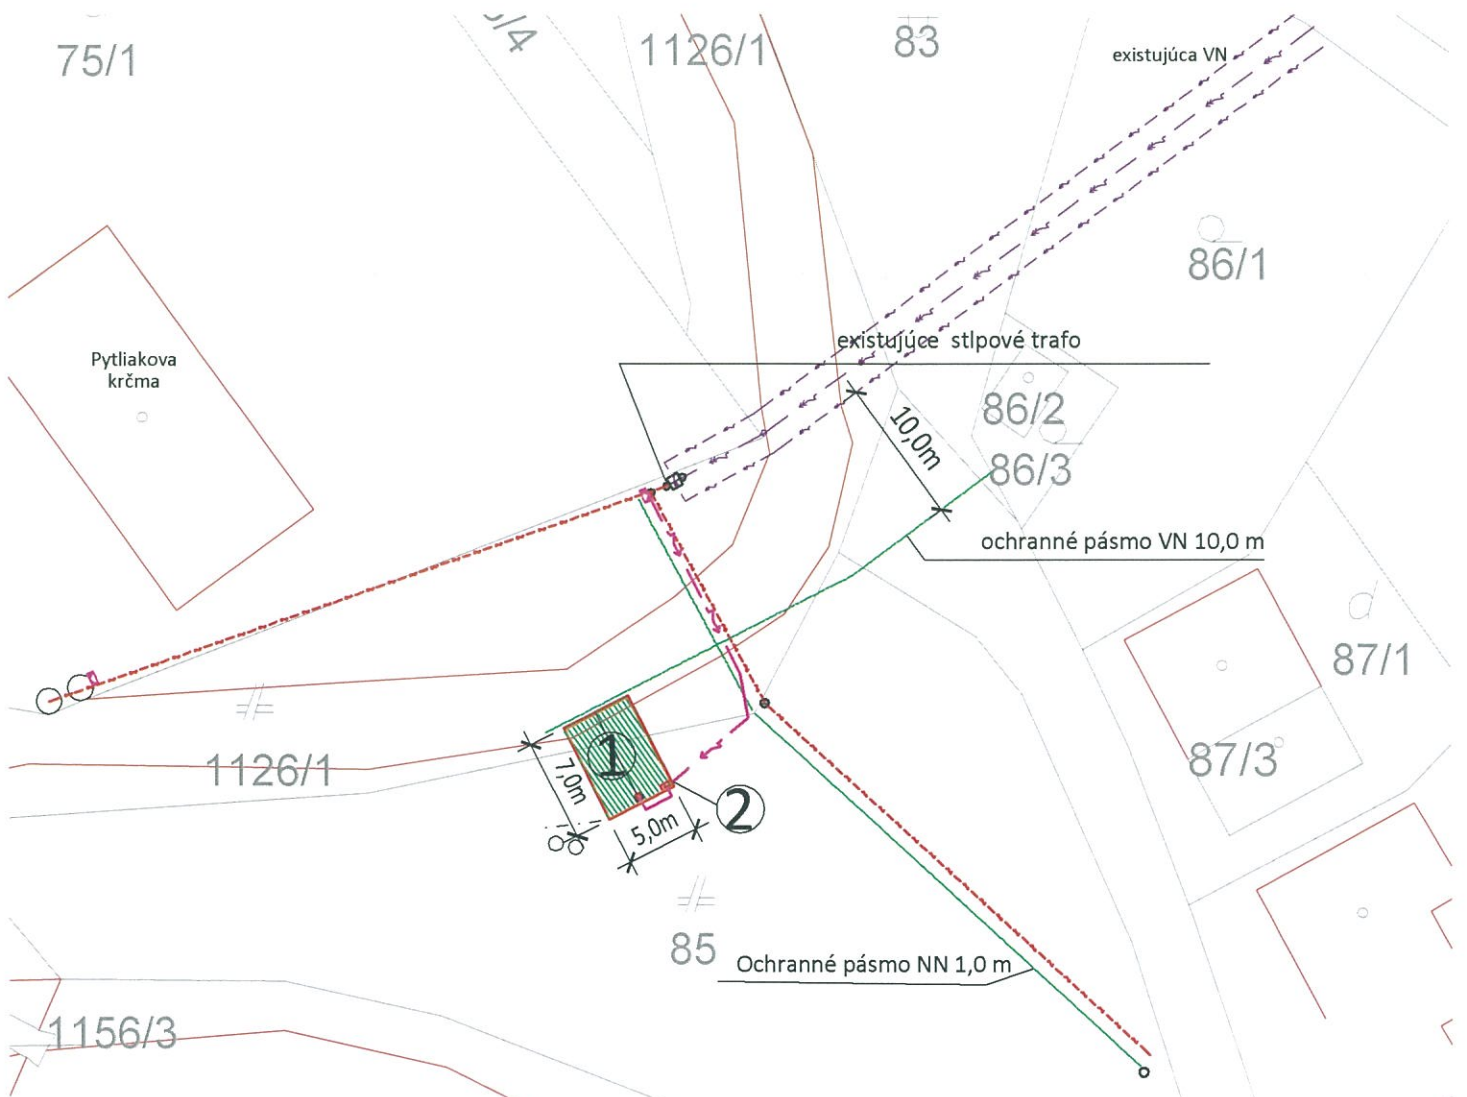 75/1
5/4
1126/1
83
existujúca VN
86/1
existujúce stlpové trafo
Pytliakova
krčma
86/2
10,0m
86/3
ochranné pásmo VN 10,0 m
87/1
1126/1
1
7,0m
87/3
2
5,0m
85
Ochranné pásmo NN 1,0 m
1156/3